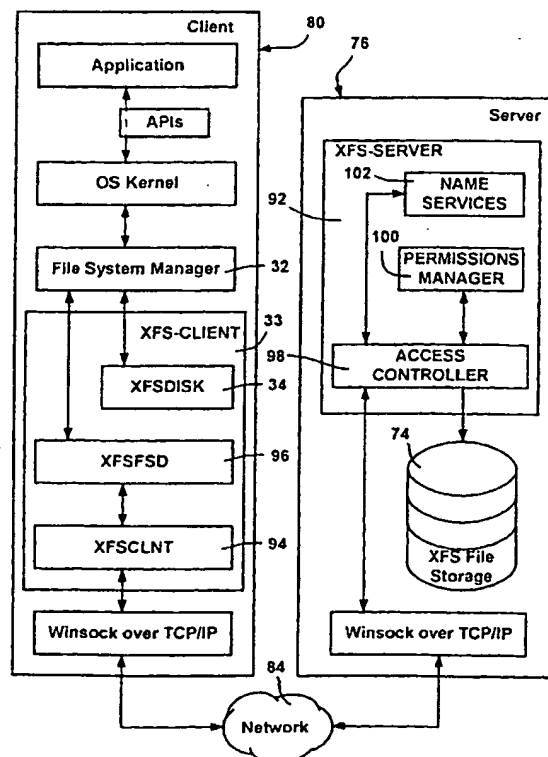 Client
80
Application
APIs
OS Kernel
File System Manager
32
XFS-CLIENT
33
XFSDISK
34
XFSFSD
96
XFSCLNT
94
Winsock over TCP/IP
76
Server
XFS-SERVER
102
NAME
SERVICES
92
100
PERMISSIONS
MANAGER
98
ACCESS
CONTROLLER
74
XFS File
Storage
Winsock over TCP/IP
84
Network